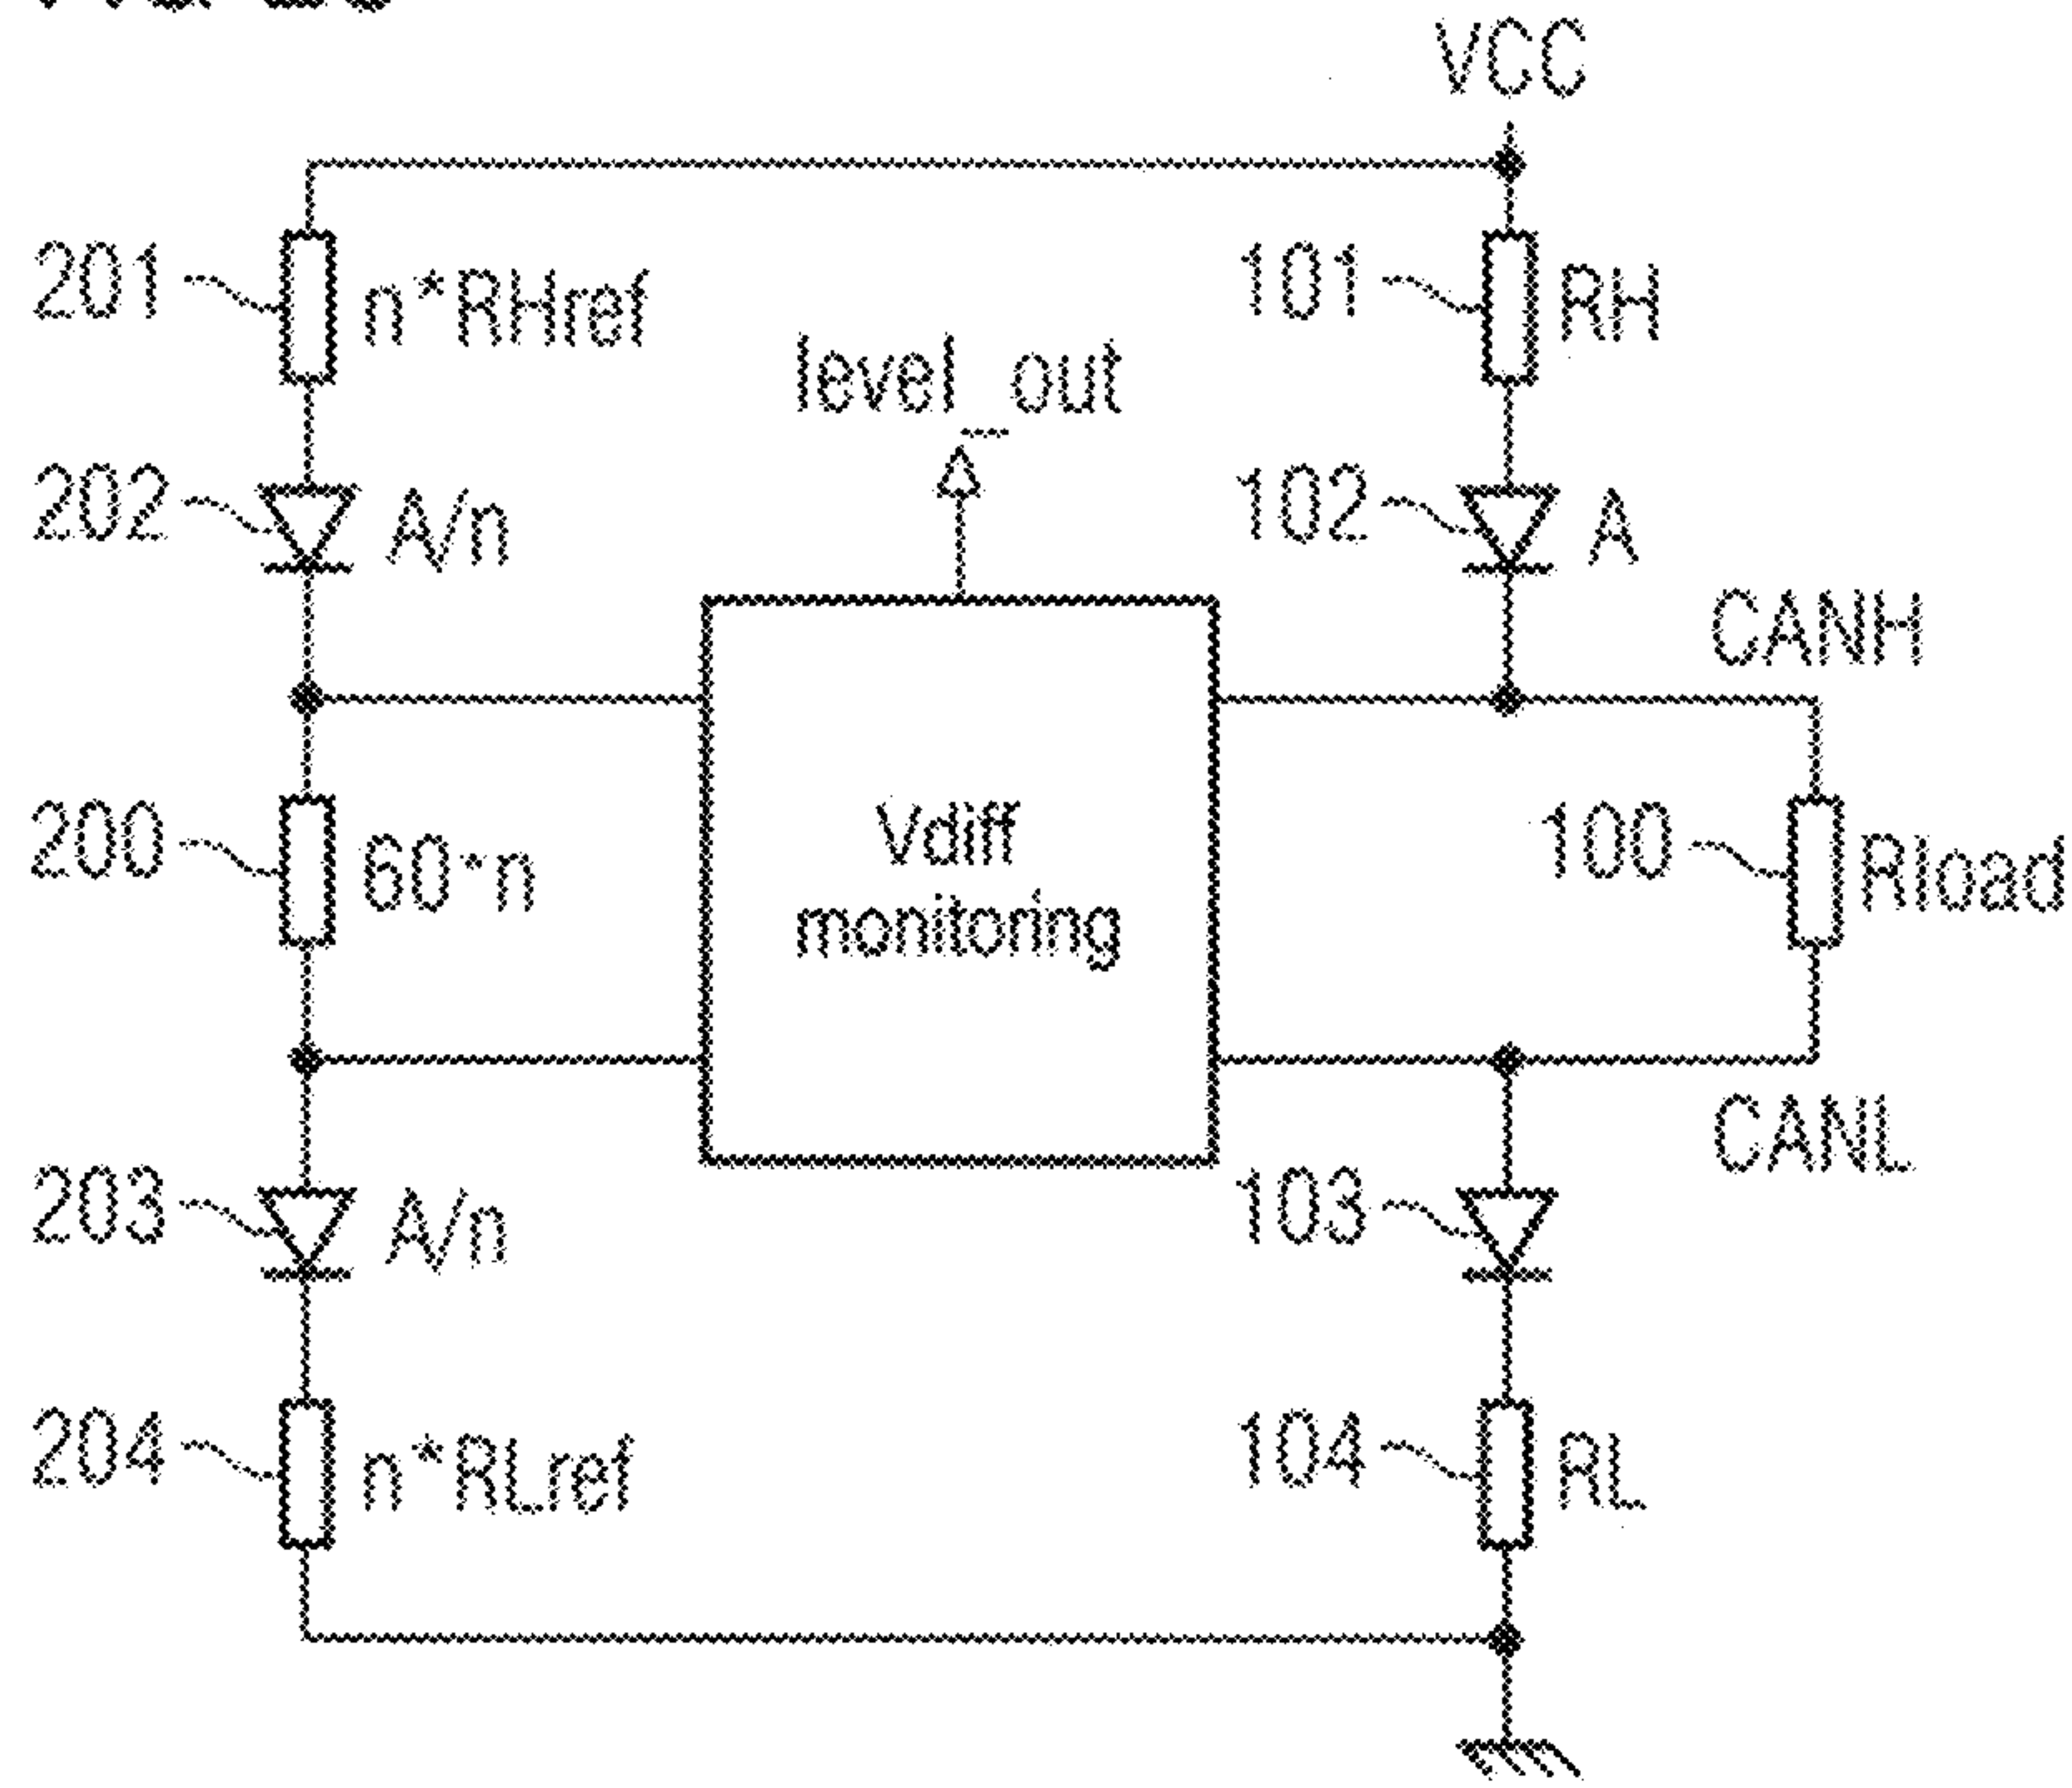 VCC
201
n*RHref
101
RH
level_out
202
A/n
102
A
CANH
200
60*n
Vdiff
monitoring
100
Rload
CANL
203
A/n
103
204
n*RLref
104
RL